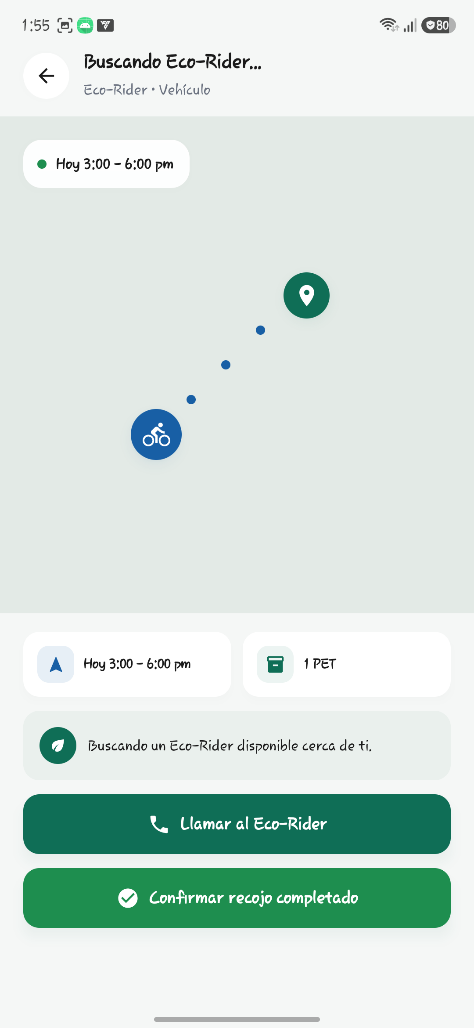 1:55
80
Buscando Eco-Rider...
Eco-Rider • Vehículo
Hoy 3:00 - 6:00 pm
Hoy 3:00 - 6:00 pm
1 PET
Buscando un Eco-Rider disponible cerca de ti.
Llamar al Eco-Rider
Confirmar recojo completado